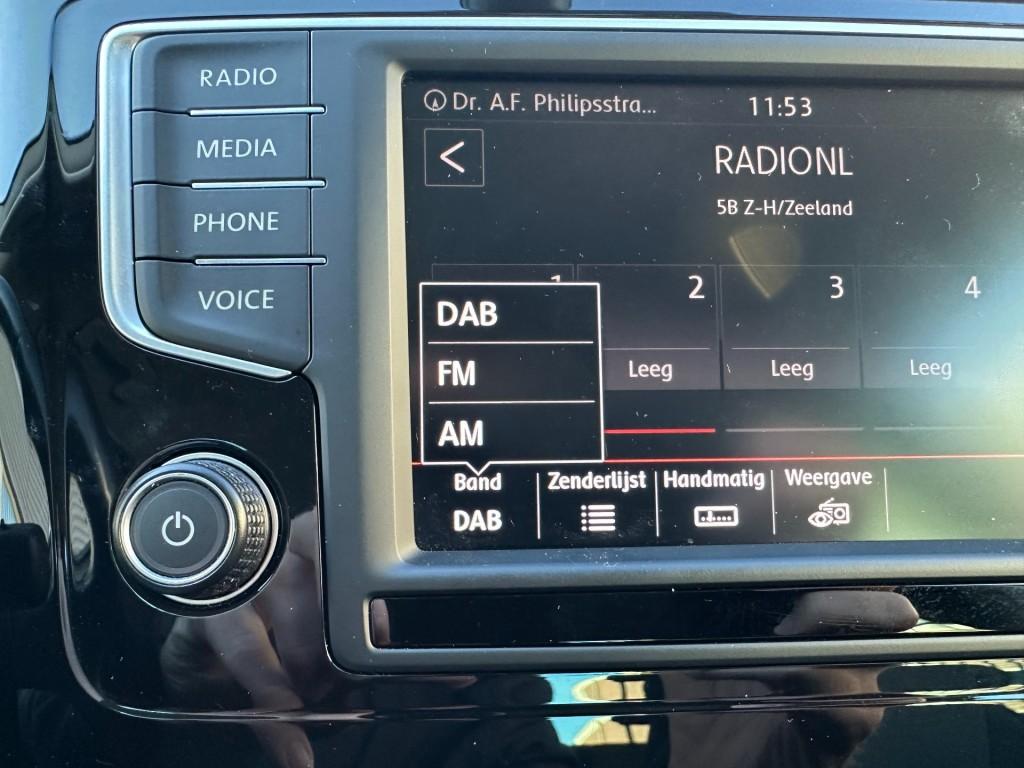 RADIO
MEDIA
PHONE
VOICE
Dr. A.F. Philipsstra... 11:53
<
RADIONL
5B Z-H/Zeeland
1 2 3 4
DAB
FM
AM
Leeg Leeg Leeg
Band Zenderlijst Handmatig Weergave
DAB